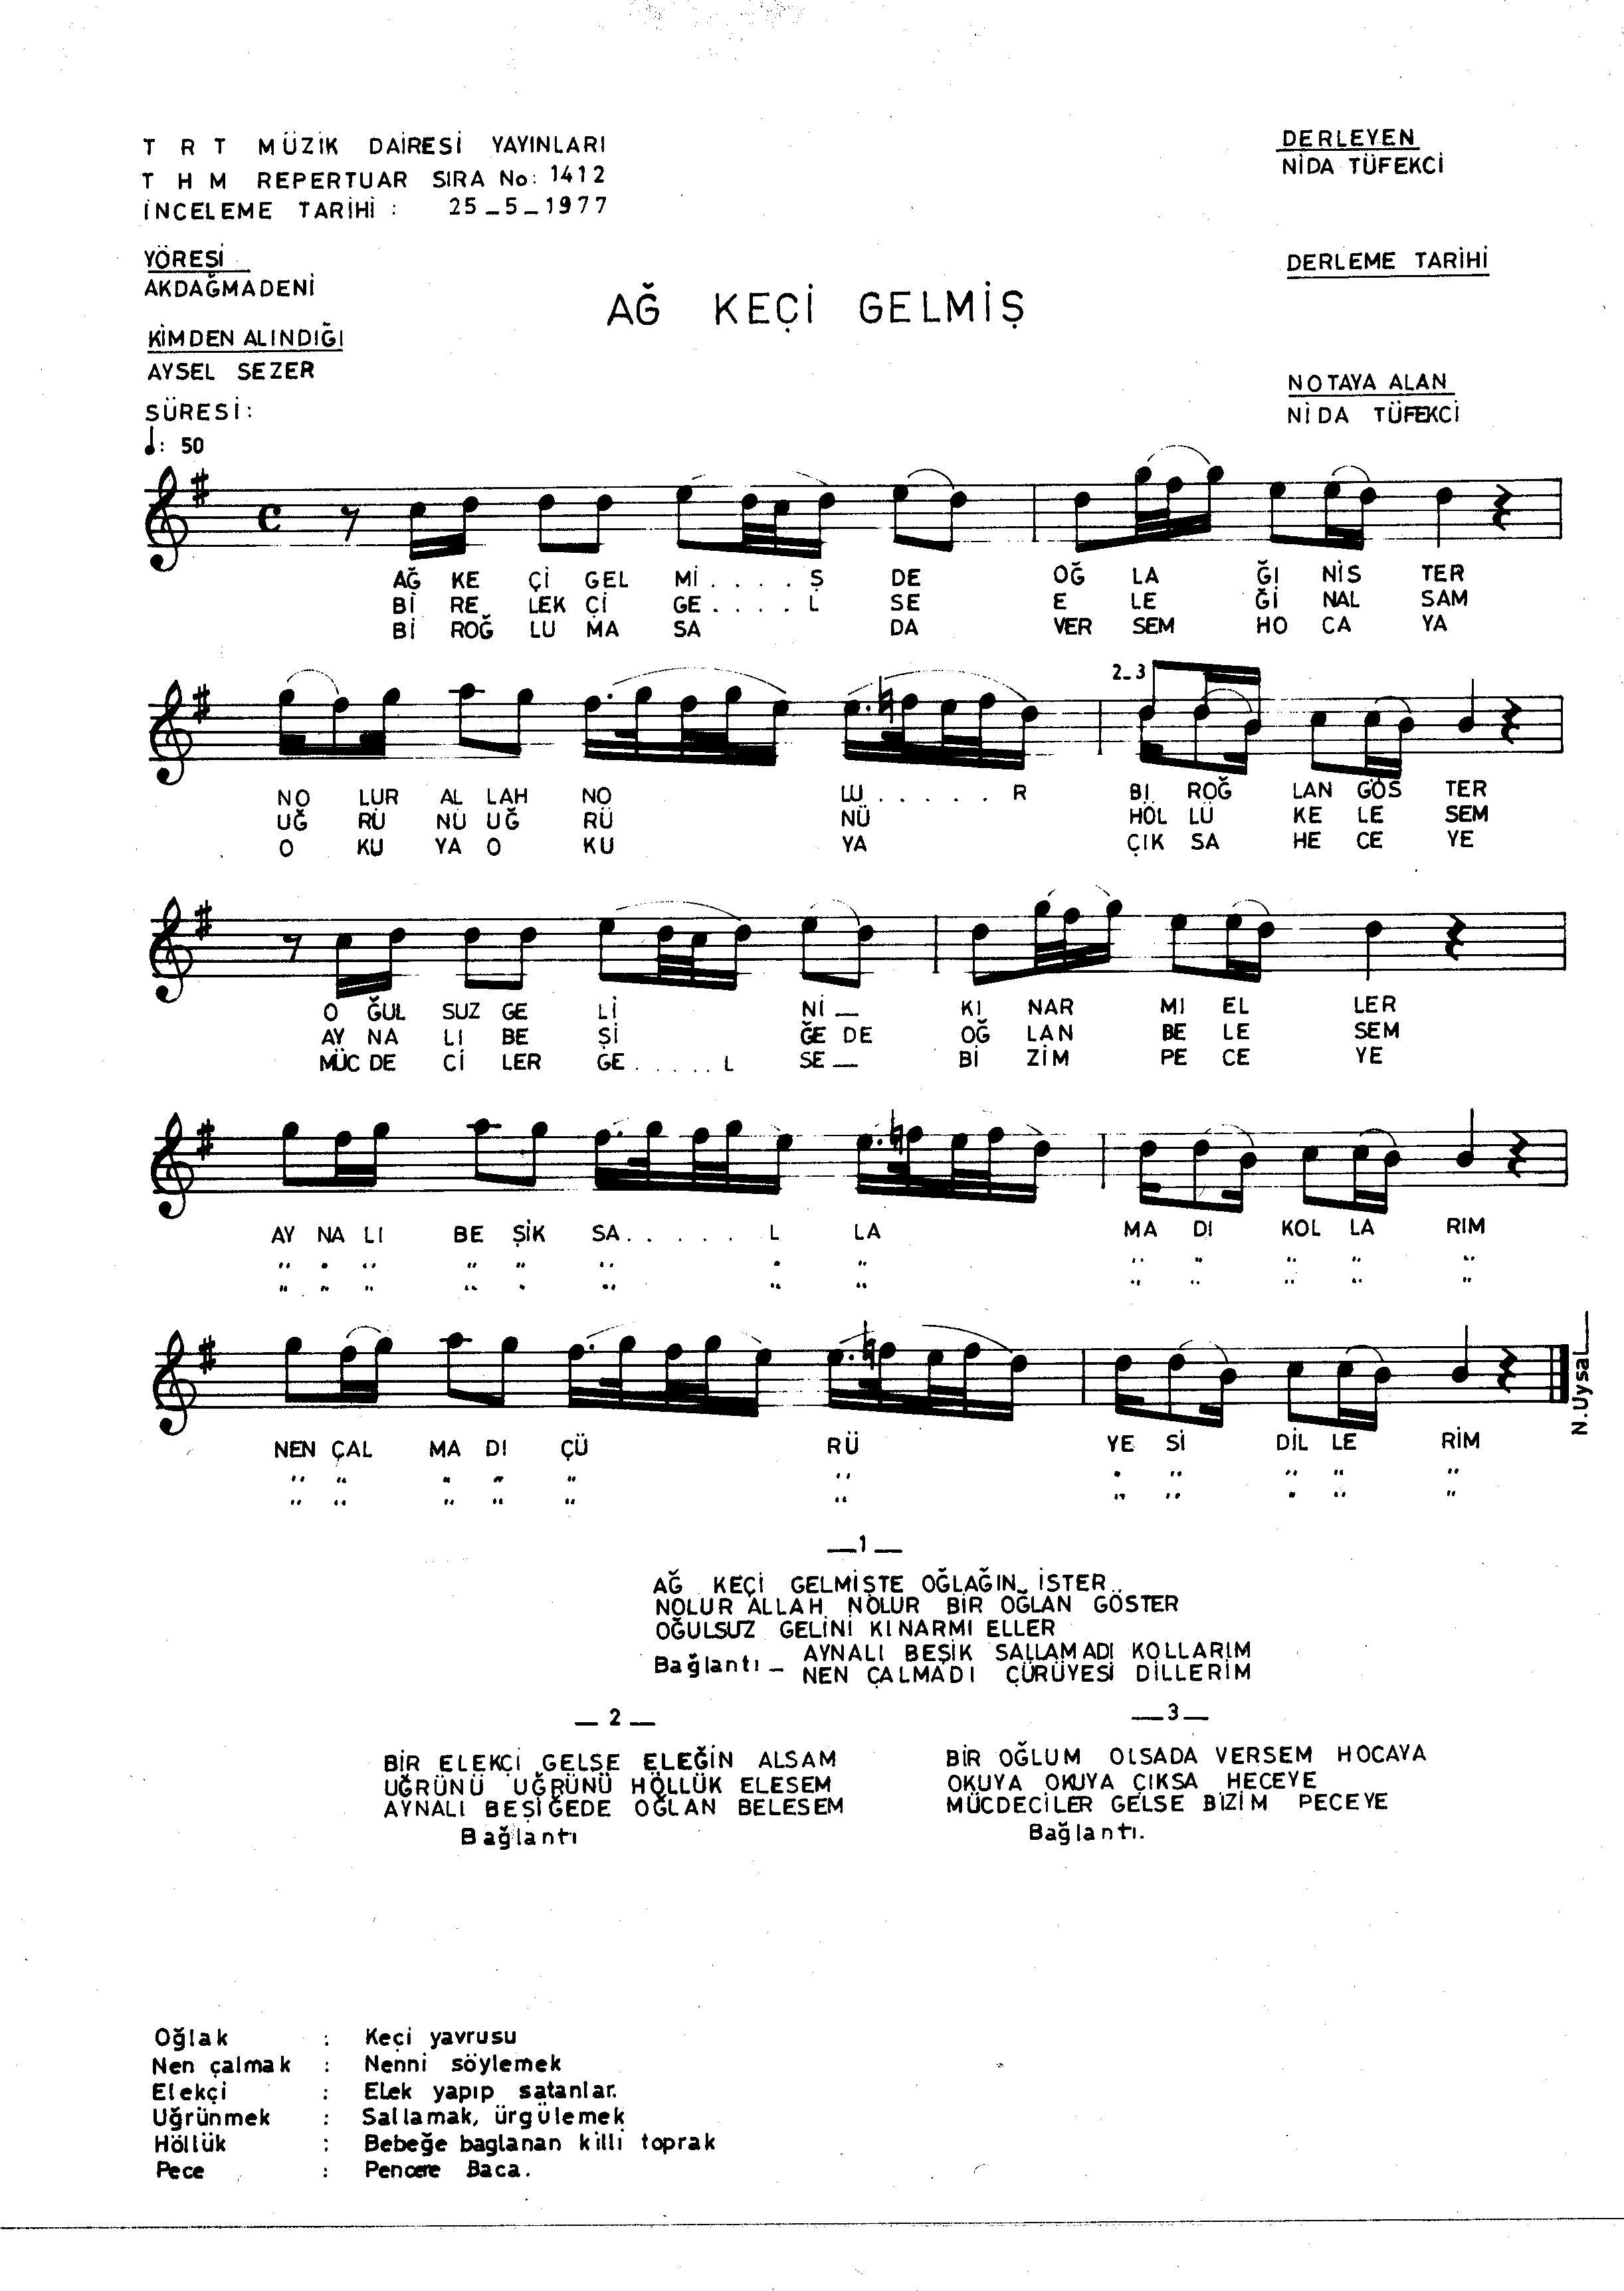 T R T MÜZİK DAİRESİ YAYINLARI
T H M REPERTUAR SIRA No: 1412
İNCELEME TARİHİ : 25_5_1977
DERLEYEN
NİDA TÜFEKCİ
YÖRESİ
AKDAĞMADENİ
DERLEME TARİHİ
AĞ KEÇİ GELMİŞ
KİMDEN ALINDIĞI
AYSEL SEZER
NOTAYA ALAN
NİDA TÜFEKCİ
SÜRESİ:
: 50
AĞ KE Çİ GEL Mİ . . . . Ş DE OĞ LA Ğı NİS TER
Bİ RE LEK Çİ GE . . . . L SE E LE Ğİ NAL SAM
Bİ ROĞ LU MA SA DA VER SEM HO CA YA
2_3
NO LUR AL LAH NO LU . . . . . R Bİ ROĞ LAN GÖS TER
UĞ RÜ NÜ UĞ RÜ NÜ HÖL LÜ KE LE SEM
O KU YA O KU YA ÇIK SA HE CE YE
O ĞUL SUZ GE Lİ Nİ _ KI NAR MI EL LER
AY NA LI BE Şİ ĞE DE OĞ LAN BE LE SEM
MÜC DE Cİ LER GE . . . . . L SE _ Bİ ZİM PE CE YE
AY NA LI BE ŞİK SA . . . . . L LA MA DI KOL LA RIM
" " " " " " " " " " " " "
" " " " " " " " " " " " "
NEN ÇAL MA DI ÇÜ RÜ YE Sİ DİL LE RİM
" " " " " " " " " " "
" " " " " " " " " " "
N.Uysal
_1_
AĞ KEÇİ GELMİŞTE OĞLAĞIN İSTER
NOLUR ALLAH NOLUR BİR OĞLAN GÖSTER
OĞULSUZ GELİNİ KINARMI ELLER
Bağlantı _ AYNALI BEŞİK SALLAMADI KOLLARIM
NEN ÇALMADI ÇÜRÜYESİ DİLLERİM
_ 2 _
BİR ELEKÇİ GELSE ELEĞİN ALSAM
UĞRÜNÜ UĞRÜNÜ HÖLLÜK ELESEM
AYNALI BEŞİĞEDE OĞLAN BELESEM
Bağlantı
_3_
BİR OĞLUM OLSADA VERSEM HOCAYA
OKUYA OKUYA ÇIKSA HECEYE
MÜCDECİLER GELSE BİZİM PECEYE
Bağlantı.
Oğlak : Keçi yavrusu
Nen çalmak : Nenni söylemek
Elekçi : Elek yapıp satanlar.
Uğrünmek : Sallamak, ürgülemek
Höllük : Bebeğe baglanan killi toprak
Pece : Pencere Baca.